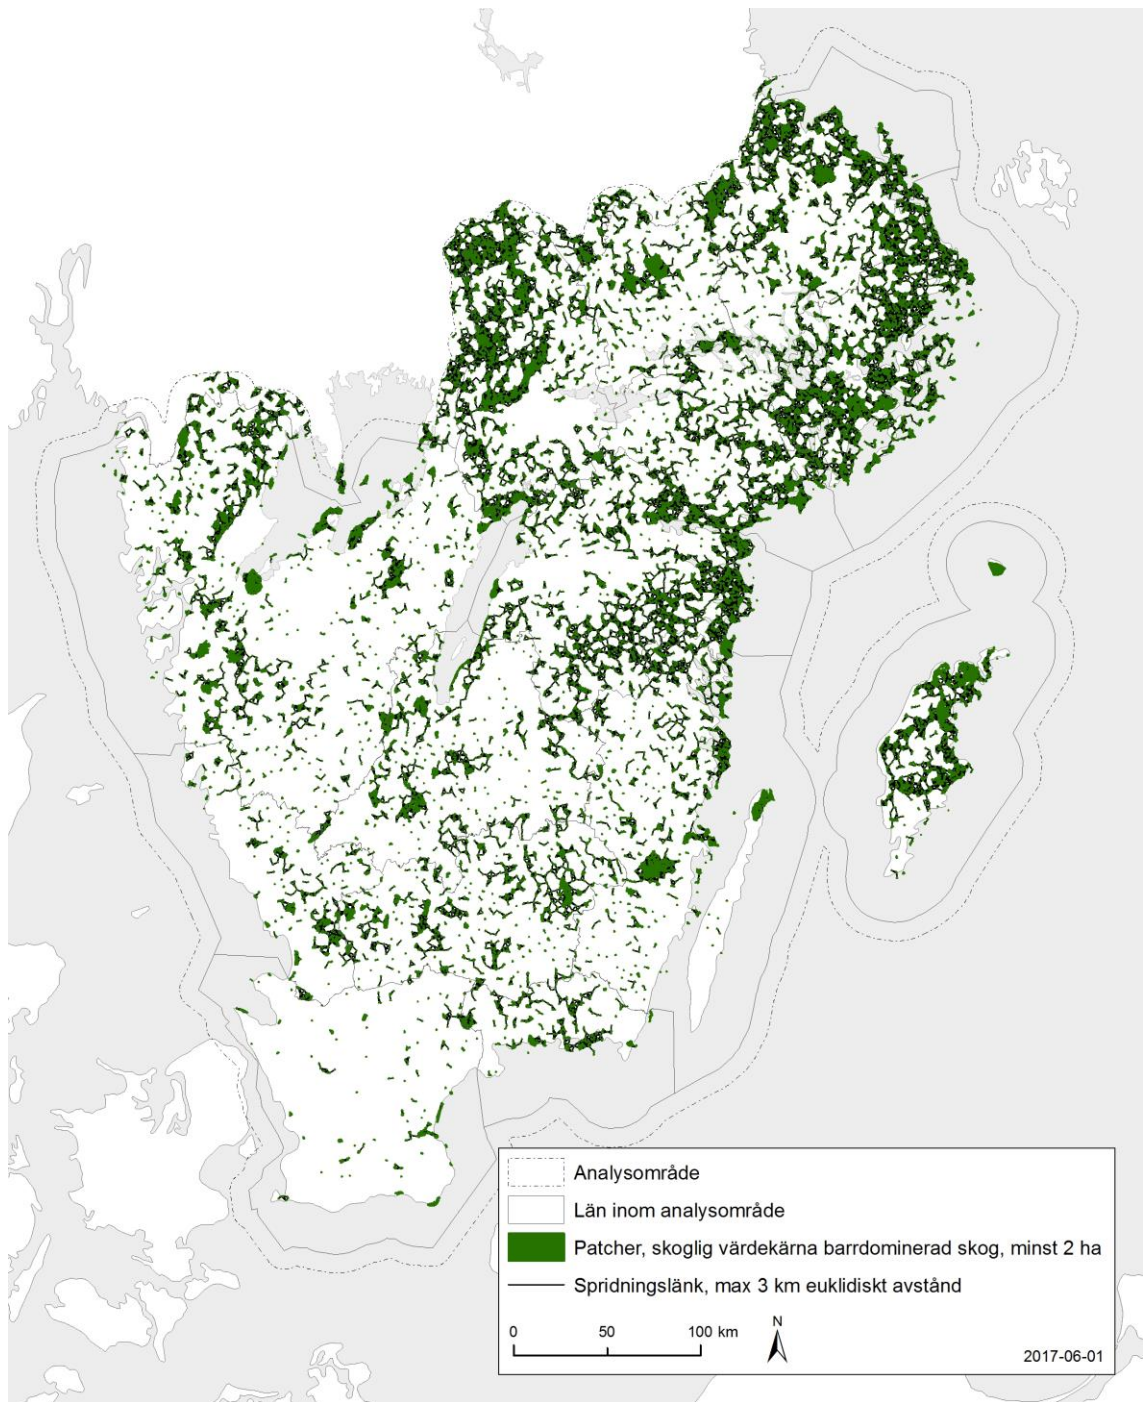 Analysområde
Län inom analysområde
Patcher, skoglig värdekärna barrdominerad skog, minst 2 ha
Spridningslänk, max 3 km euklidiskt avstånd
0 50 100 km
N
2017-06-01